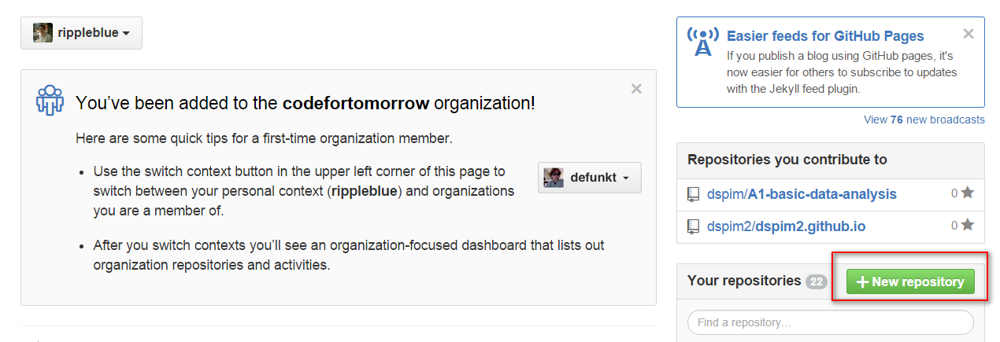 rippleblue
You’ve been added to the codefortomorrow organization!
Here are some quick tips for a first-time organization member.
Use the switch context button in the upper left corner of this page to
switch between your personal context (rippleblue) and organizations
you are a member of.
defunkt
After you switch contexts you’ll see an organization-focused dashboard that lists out
organization repositories and activities.
Easier feeds for GitHub Pages
If you publish a blog using GitHub pages, it's
now easier for others to subscribe to updates
with the Jekyll feed plugin.
View 76 new broadcasts
Repositories you contribute to
dspim/A1-basic-data-analysis 0
dspim2/dspim2.github.io 0
Your repositories 22 New repository
Find a repository…